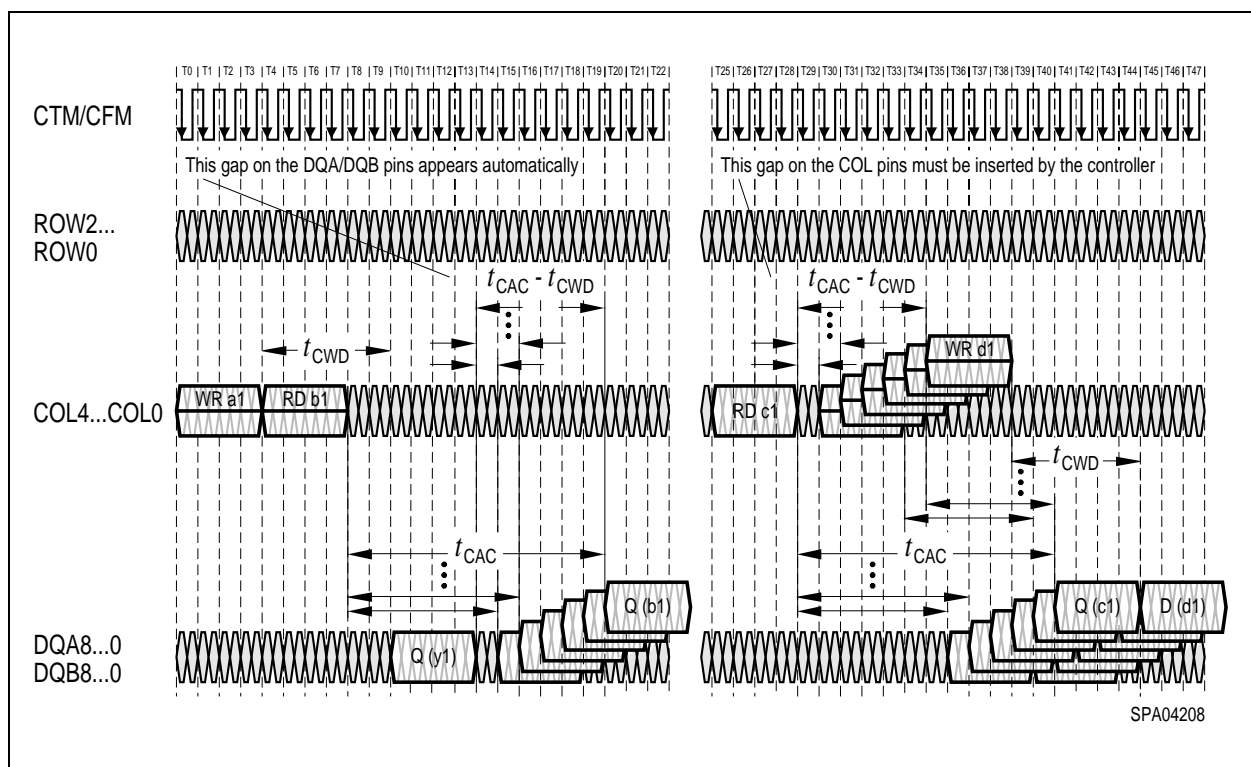 T0 T1 T2 T3 T4 T5 T6 T7 T8 T9 T10 T11 T12 T13 T14 T15 T16 T17 T18 T19 T20 T21 T22
T25 T26 T27 T28 T29 T30 T31 T32 T33 T34 T35 T36 T37 T38 T39 T40 T41 T42 T43 T44 T45 T46 T47
CTM/CFM
This gap on the DQA/DQB pins appears automatically
This gap on the COL pins must be inserted by the controller
ROW2...
ROW0
tCAC - tCWD
tCAC - tCWD
tCWD
WR d1
COL4...COL0
WR a1
RD b1
RD c1
tCWD
tCAC
tCAC
Q (b1)
Q (c1)
D (d1)
DQA8...0
DQB8...0
Q (y1)
SPA04208